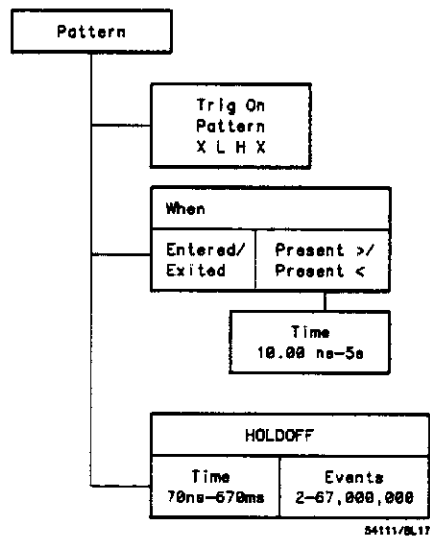 Pattern
Trig On
Pattern
X L H X
When
Entered/
Exited
Present >/
Present <
Time
10.00 ns-5s
HOLDOFF
Time
70ns-670ms
Events
2-67,000,000
54111/BL17